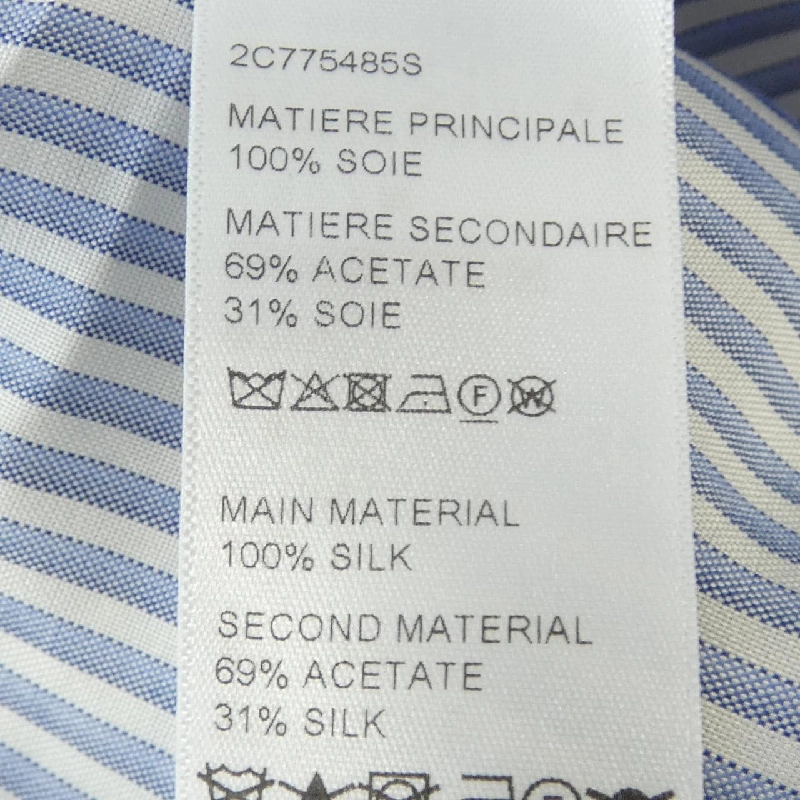 2C775485S
MATIERE PRINCIPALE
100% SOIE
MATIERE SECONDAIRE
69% ACETATE
31% SOIE
F W
MAIN MATERIAL
100% SILK
SECOND MATERIAL
69% ACETATE
31% SILK